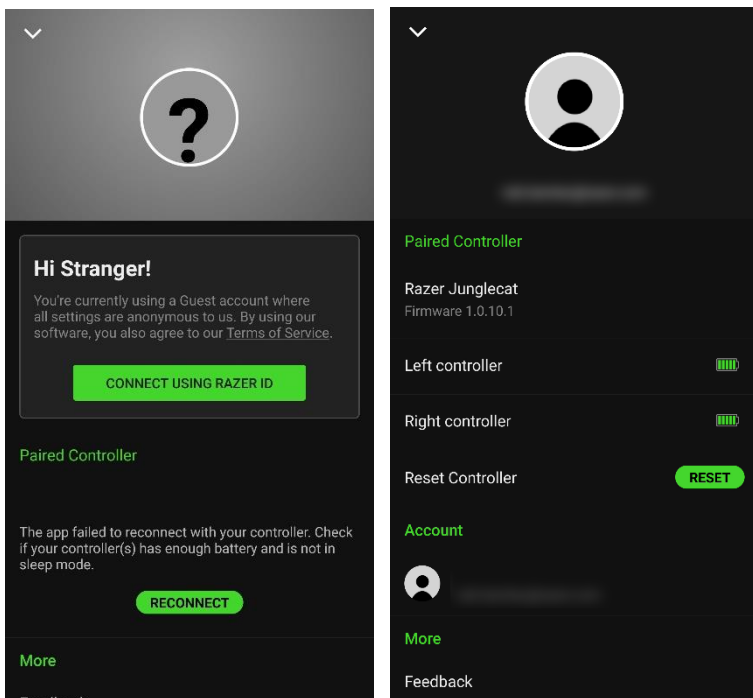 ?
Hi Stranger!
You're currently using a Guest account where
all settings are anonymous to us. By using our
software, you also agree to our Terms of Service.
CONNECT USING RAZER ID
Paired Controller
The app failed to reconnect with your controller. Check
if your controller(s) has enough battery and is not in
sleep mode.
RECONNECT
More
Paired Controller
Razer Junglecat
Firmware 1.0.10.1
Left controller
Right controller
Reset Controller
RESET
Account
More
Feedback